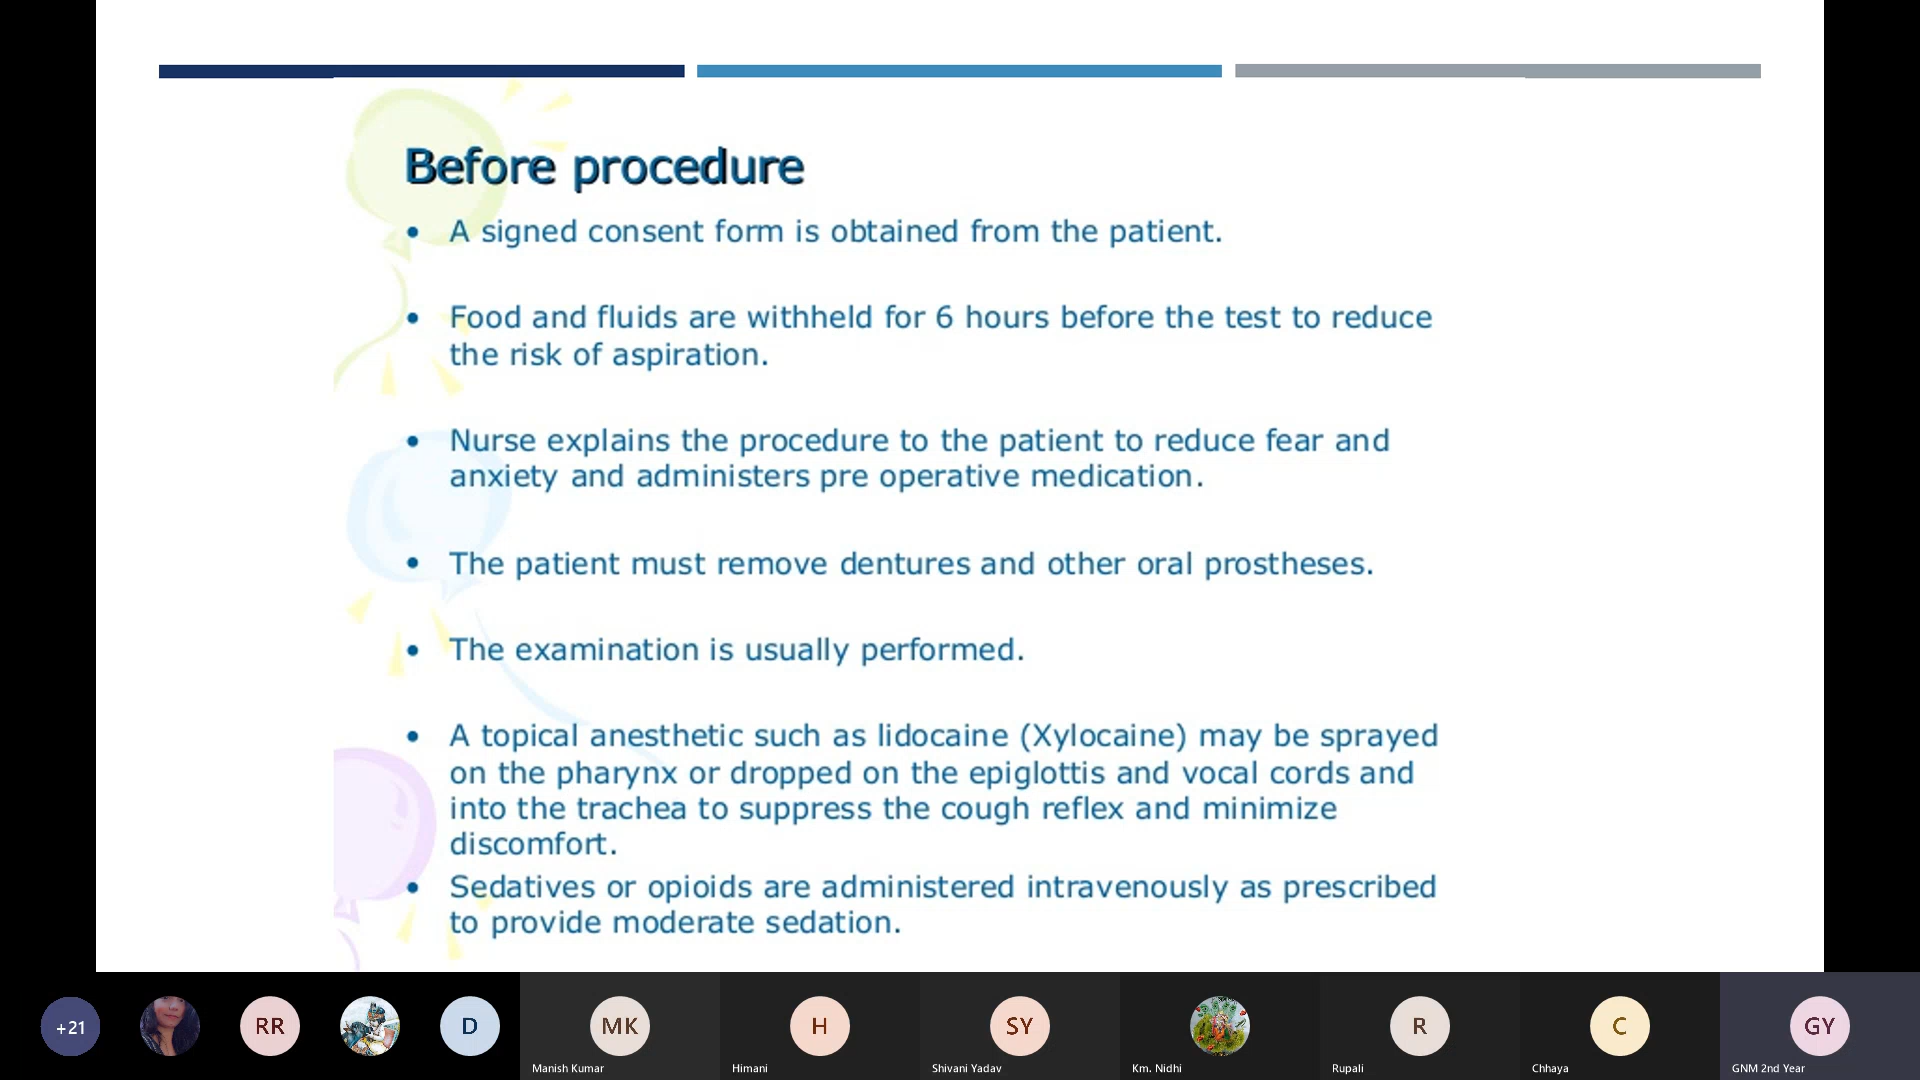 Before procedure
• A signed consent form is obtained from the patient.
• Food and fluids are withheld for 6 hours before the test to reduce
the risk of aspiration.
• Nurse explains the procedure to the patient to reduce fear and
anxiety and administers pre operative medication.
• The patient must remove dentures and other oral prostheses.
• The examination is usually performed.
• A topical anesthetic such as lidocaine (Xylocaine) may be sprayed
on the pharynx or dropped on the epiglottis and vocal cords and
into the trachea to suppress the cough reflex and minimize
discomfort.
• Sedatives or opioids are administered intravenously as prescribed
to provide moderate sedation.
+21
RR
D
MK
H
SY
R
C
GY
Manish Kumar
Himani
Shivani Yadav
Km. Nidhi
Rupali
Chhaya
GNM 2nd Year